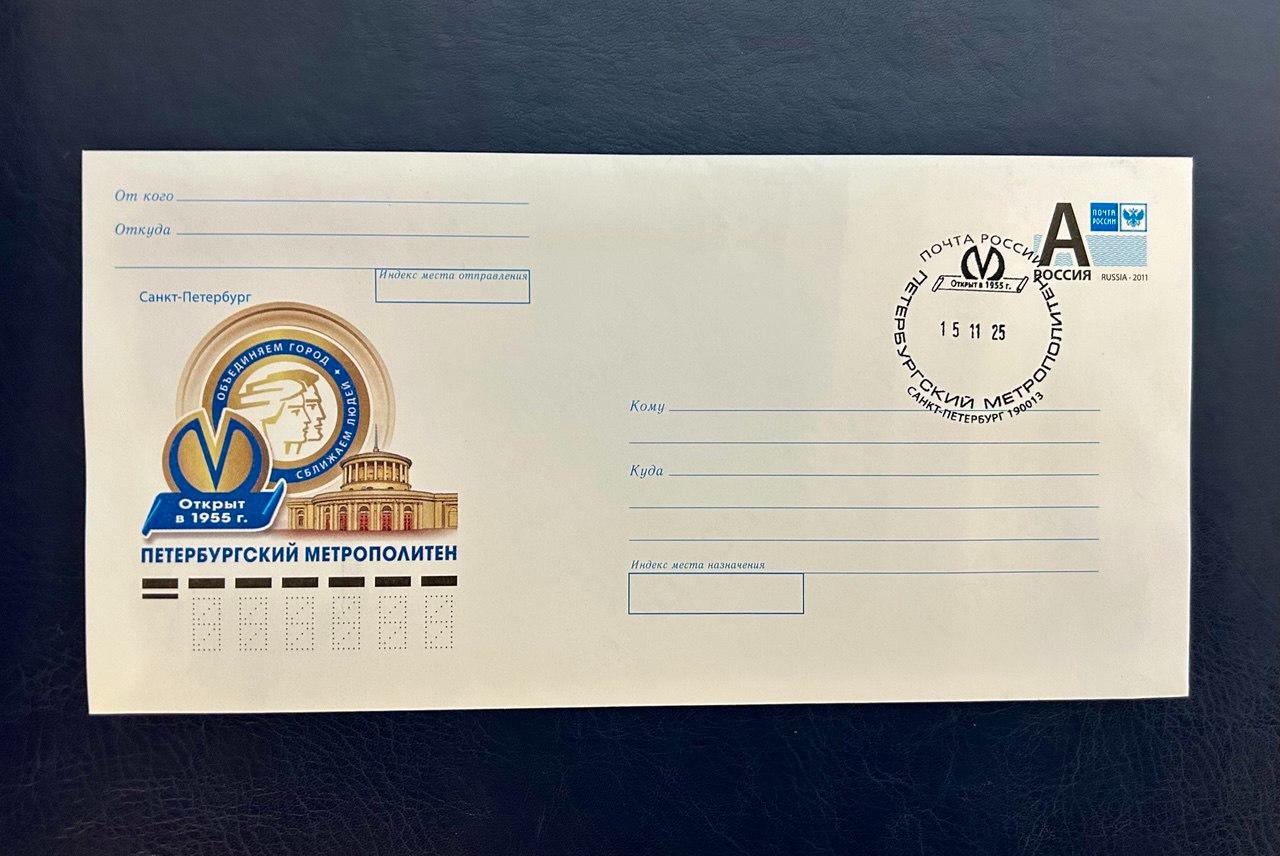 От кого
Откуда
Индекс места отправления
Санкт-Петербург
ОБЪЕДИНЯЕМ ГОРОД ✦ СБЛИЖАЕМ ЛЮДЕЙ
Открыт
в 1955 г.
ПЕТЕРБУРГСКИЙ МЕТРОПОЛИТЕН
ПОЧТА
РОССИИ
А
РОССИЯ
RUSSIA - 2011
ПОЧТА РОССИИ
Открыт в 1955 г.
15 11 25
ПЕТЕРБУРГСКИЙ МЕТРОПОЛИТЕН
САНКТ-ПЕТЕРБУРГ 190013
Кому
Куда
Индекс места назначения